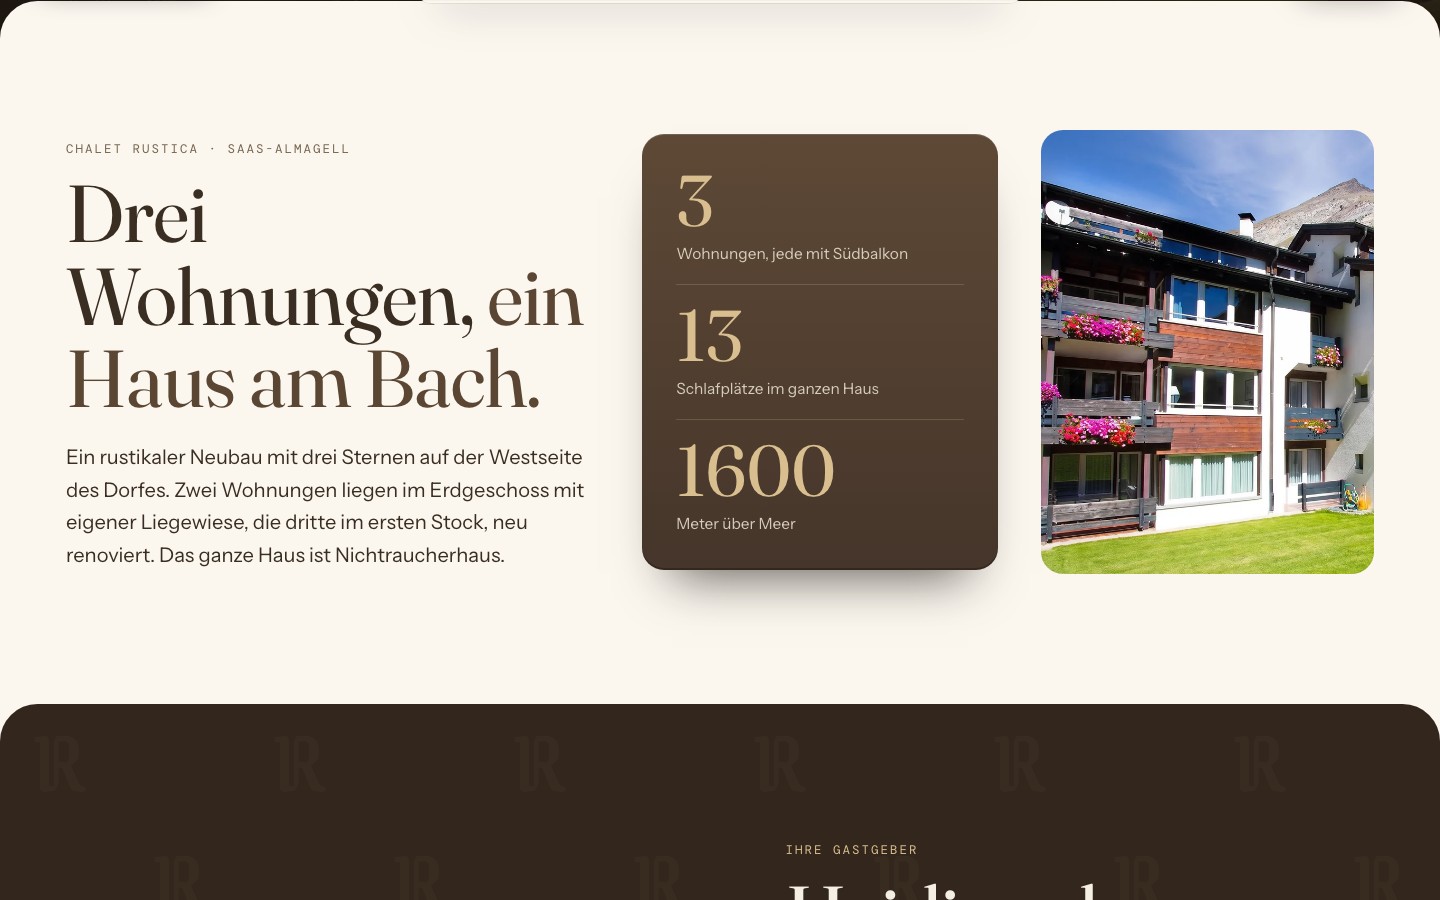 CHALET RUSTICA · SAAS-ALMAGELL
Drei
Wohnungen, ein
Haus am Bach.
Ein rustikaler Neubau mit drei Sternen auf der Westseite
des Dorfes. Zwei Wohnungen liegen im Erdgeschoss mit
eigener Liegewiese, die dritte im ersten Stock, neu
renoviert. Das ganze Haus ist Nichtraucherhaus.
3
Wohnungen, jede mit Südbalkon
13
Schlafplätze im ganzen Haus
1600
Meter über Meer
IHRE GASTGEBER